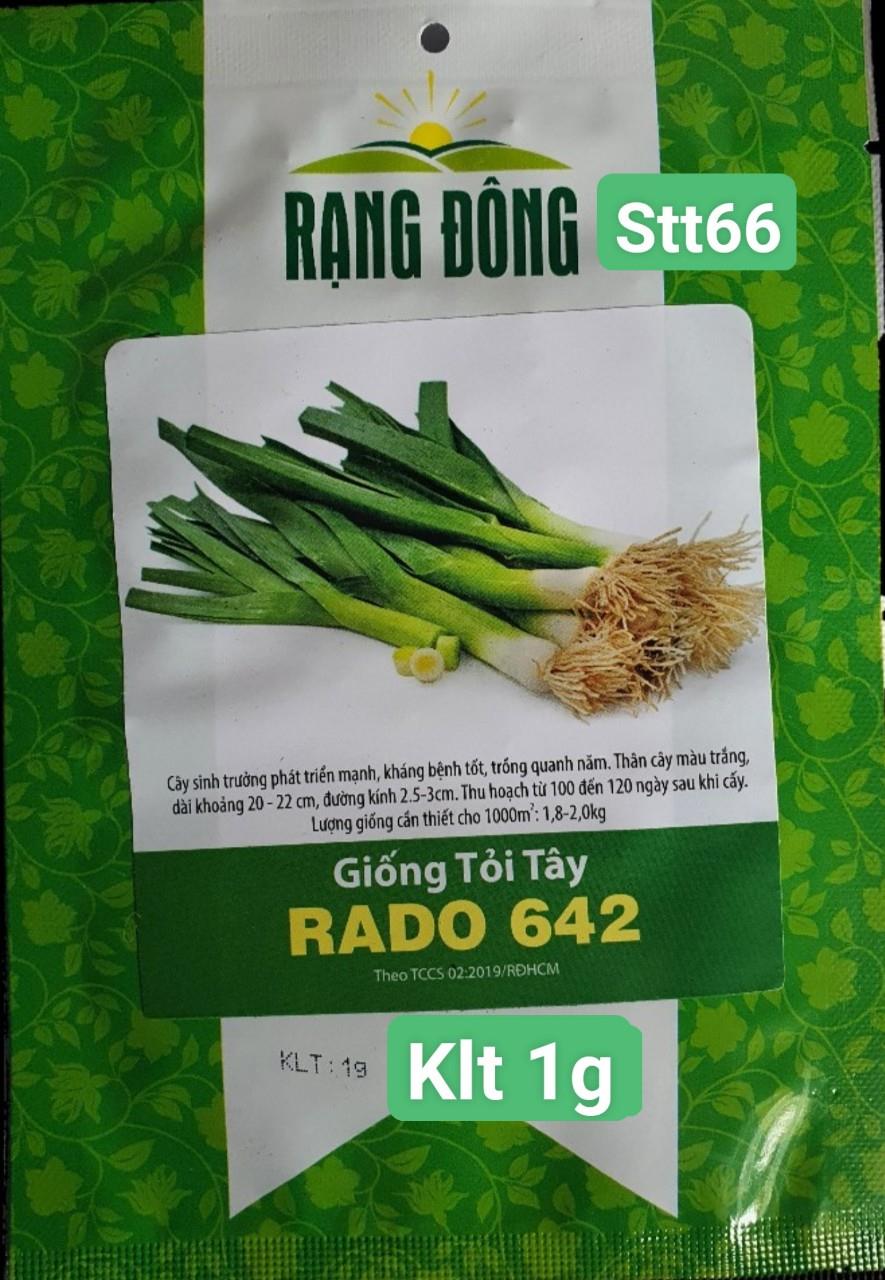 RẠNG ĐÔNG
Stt66
Cây sinh trưởng phát triển mạnh, kháng bệnh tốt, trồng quanh năm. Thân cây màu trắng,
dài khoảng 20 - 22 cm, đường kính 2.5-3cm. Thu hoạch từ 100 đến 120 ngày sau khi cấy.
Lượng giống cần thiết cho 1000m²: 1,8-2,0kg
Giống Tỏi Tây
RADO 642
Theo TCCS 02:2019/RĐHCM
KLT : 1g
Klt 1g